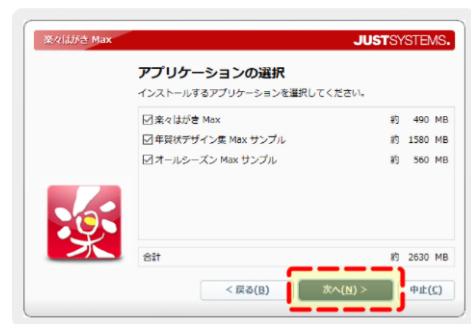 楽々はがき Max
JUSTSYSTEMS.
アプリケーションの選択
インストールするアプリケーションを選択してください。
楽々はがき Max 約 490 MB
年賀状デザイン集 Max サンプル 約 1580 MB
オールシーズン Max サンプル 約 560 MB
楽
合計 約 2630 MB
< 戻る(B) 次へ(N) > 中止(C)